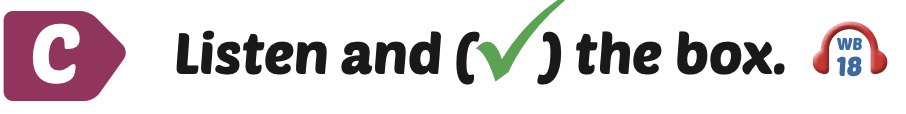 C Listen and (✓) the box. WB
18